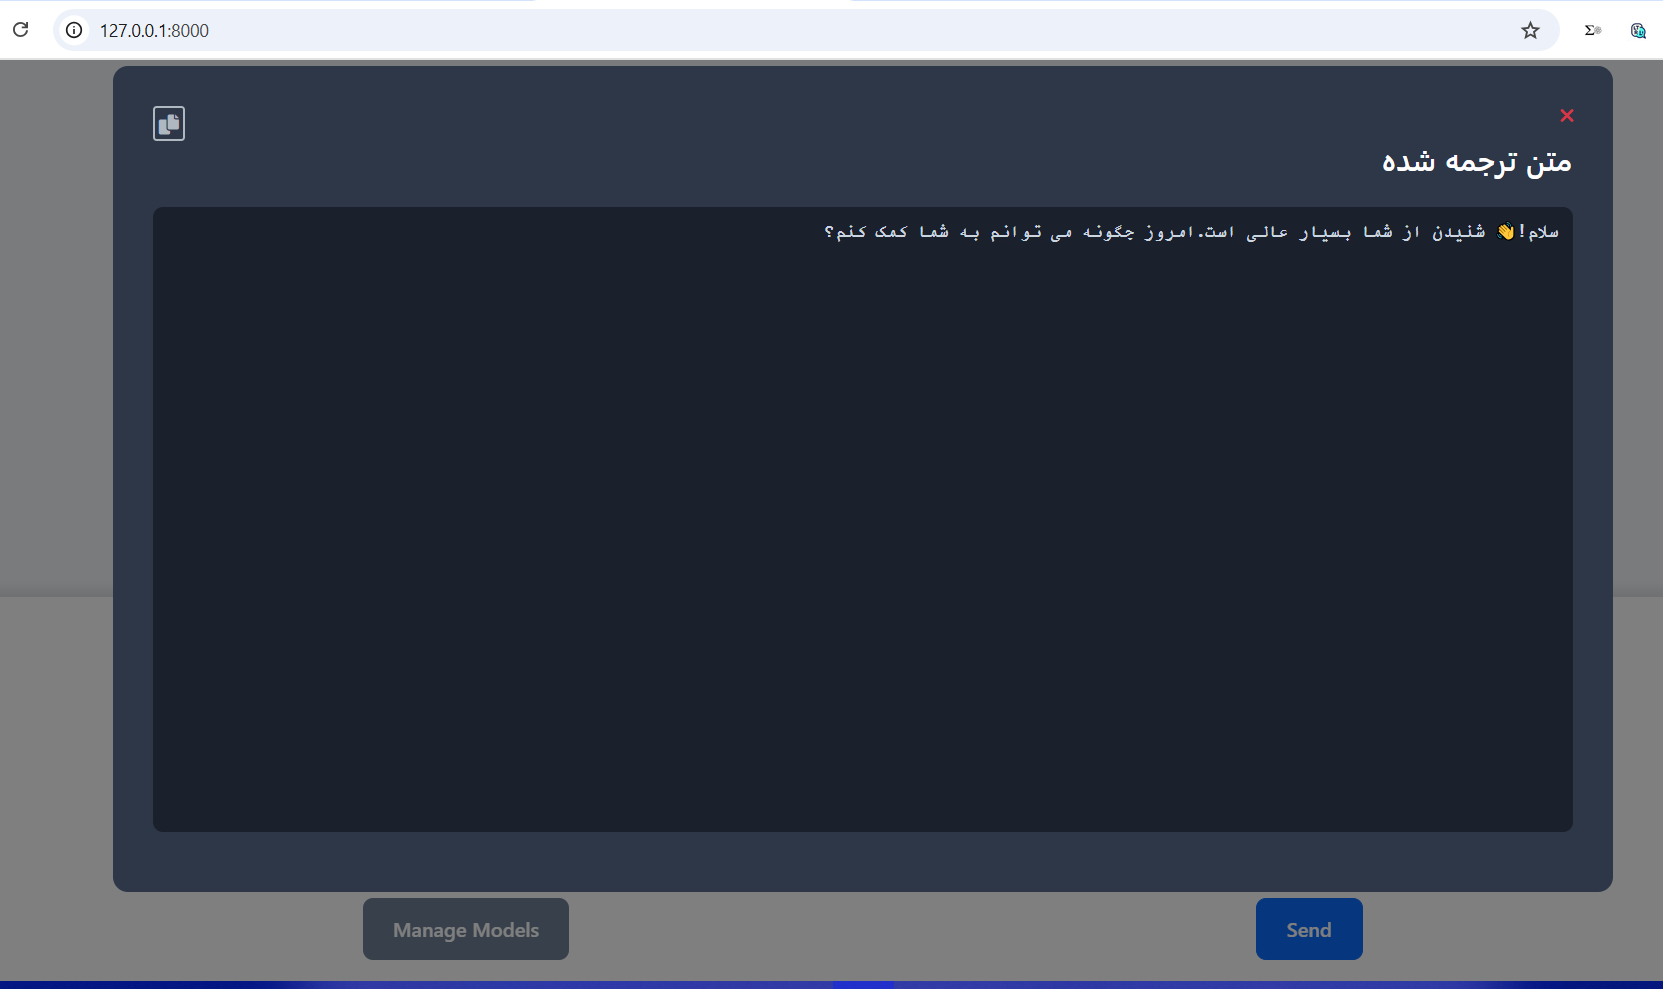 127.0.0.1:8000
متن ترجمه شده
سلام!👋 شنیدن از شما بسیار عالی است.امروز چگونه می توانم به شما کمک کنم؟
Manage Models
Send